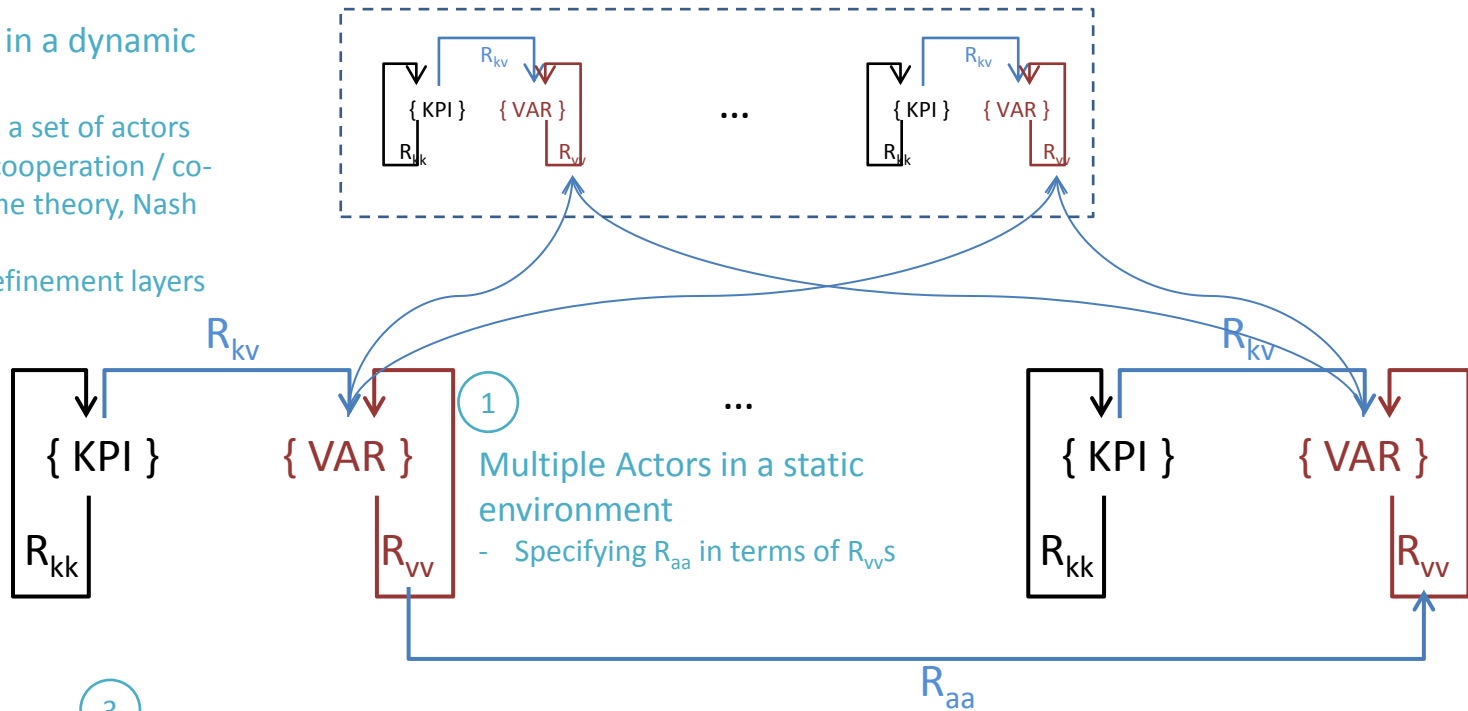 in a dynamic
a set of actors
cooperation / co-
me theory, Nash
efinement layers
R_kv R_kv
{ KPI } { VAR } ... { KPI } { VAR }
R_kk R_vv R_kk R_vv
R_kv R_kv
1 ...
{ KPI } { VAR } { KPI } { VAR }
Multiple Actors in a static
environment
- Specifying R_aa in terms of R_vvs
R_kk R_vv R_kk R_vv
R_aa
3